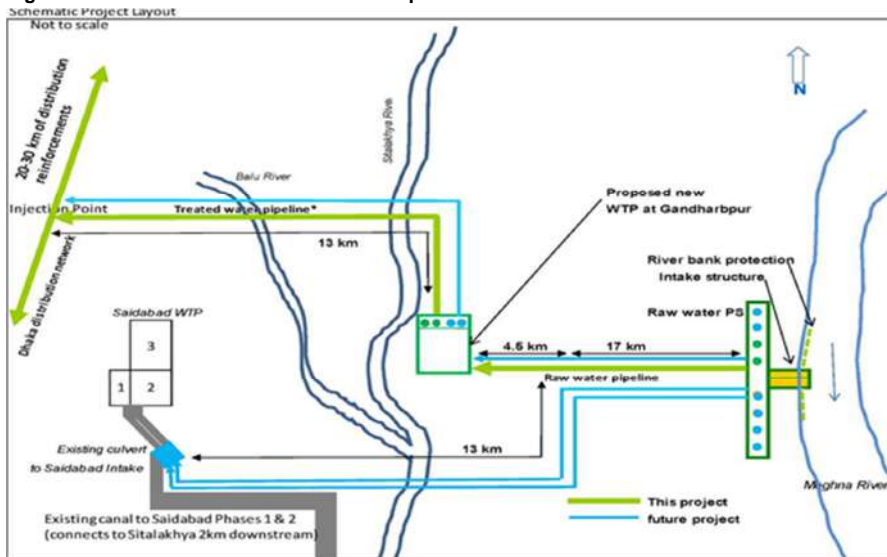 Schematic Project Layout
Not to scale
20-30 km of distribution
reinforcements
Injection Point
Dhaka distribution network
Balu River
Sitalakhya River
Treated water pipeline*
13 km
N
Proposed new
WTP at Gandharbpur
River bank protection
Intake structure
Raw water PS
4.5 km
17 km
Raw water pipeline
Saidabad WTP
3
1
2
Existing culvert
to Saidabad Intake
13 km
Meghna River
This project
future project
Existing canal to Saidabad Phases 1 & 2
(connects to Sitalakhya 2km downstream)